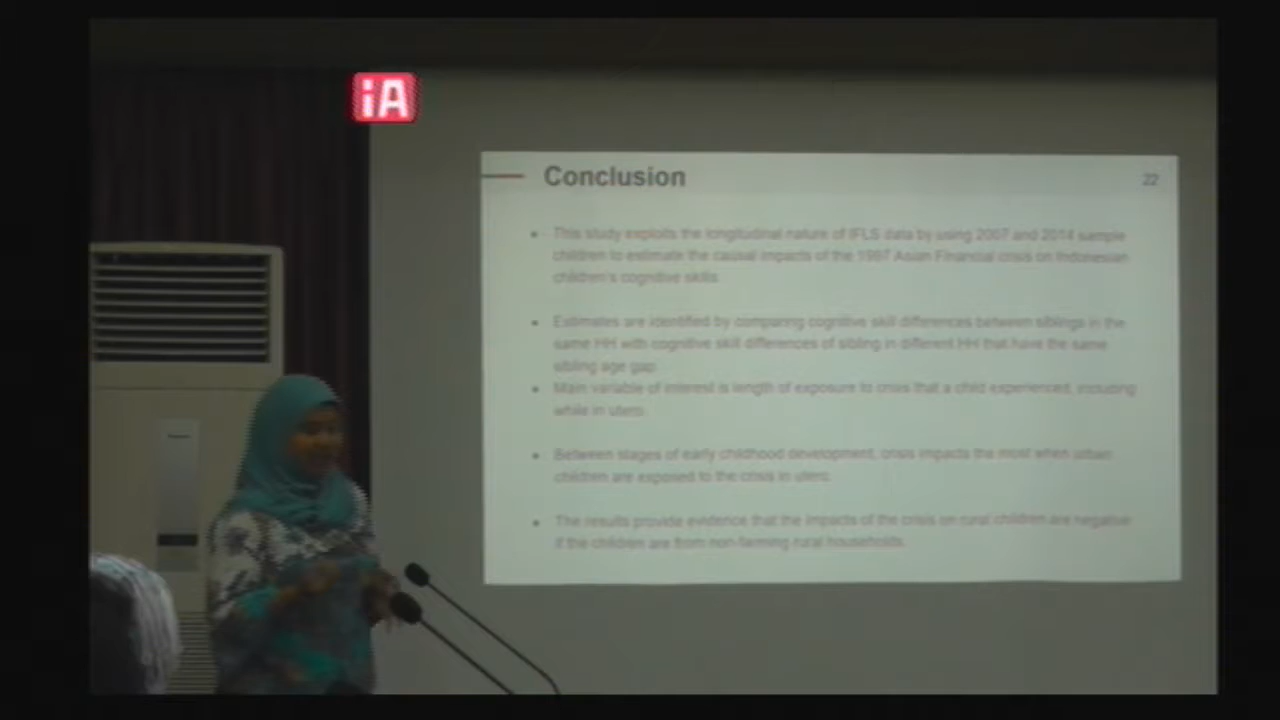 iA
Conclusion
22
This study exploits the longitudinal nature of IFLS data by using 2007 and 2014 sample
children to estimate the causal impacts of the 1997 Asian Financial crisis on Indonesian
children's cognitive skills.
Estimates are identified by comparing cognitive skill differences between siblings in the
same HH with cognitive skill differences of sibling in different HH that have the same
sibling age gap.
Main variable of interest is length of exposure to crisis that a child experienced, including
while in utero.
Between stages of early childhood development, crisis impacts the most when urban
children are exposed to the crisis in utero.
The results provide evidence that the impacts of the crisis on rural children are negative
if the children are from non-farming rural households.